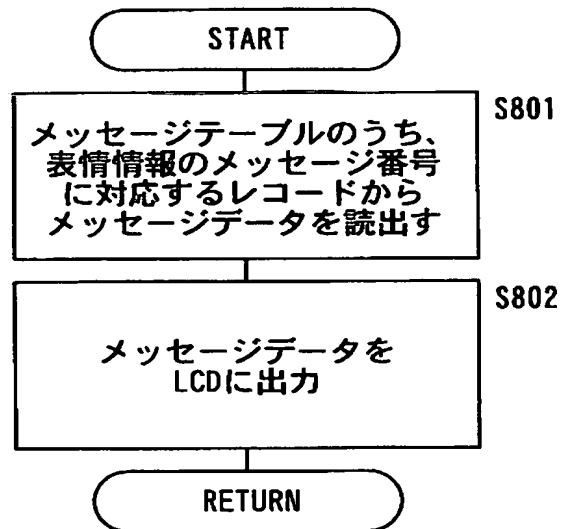 START
S801
メッセージテーブルのうち、
表情情報のメッセージ番号
に対応するレコードから
メッセージデータを読出す
S802
メッセージデータを
LCDに出力
RETURN